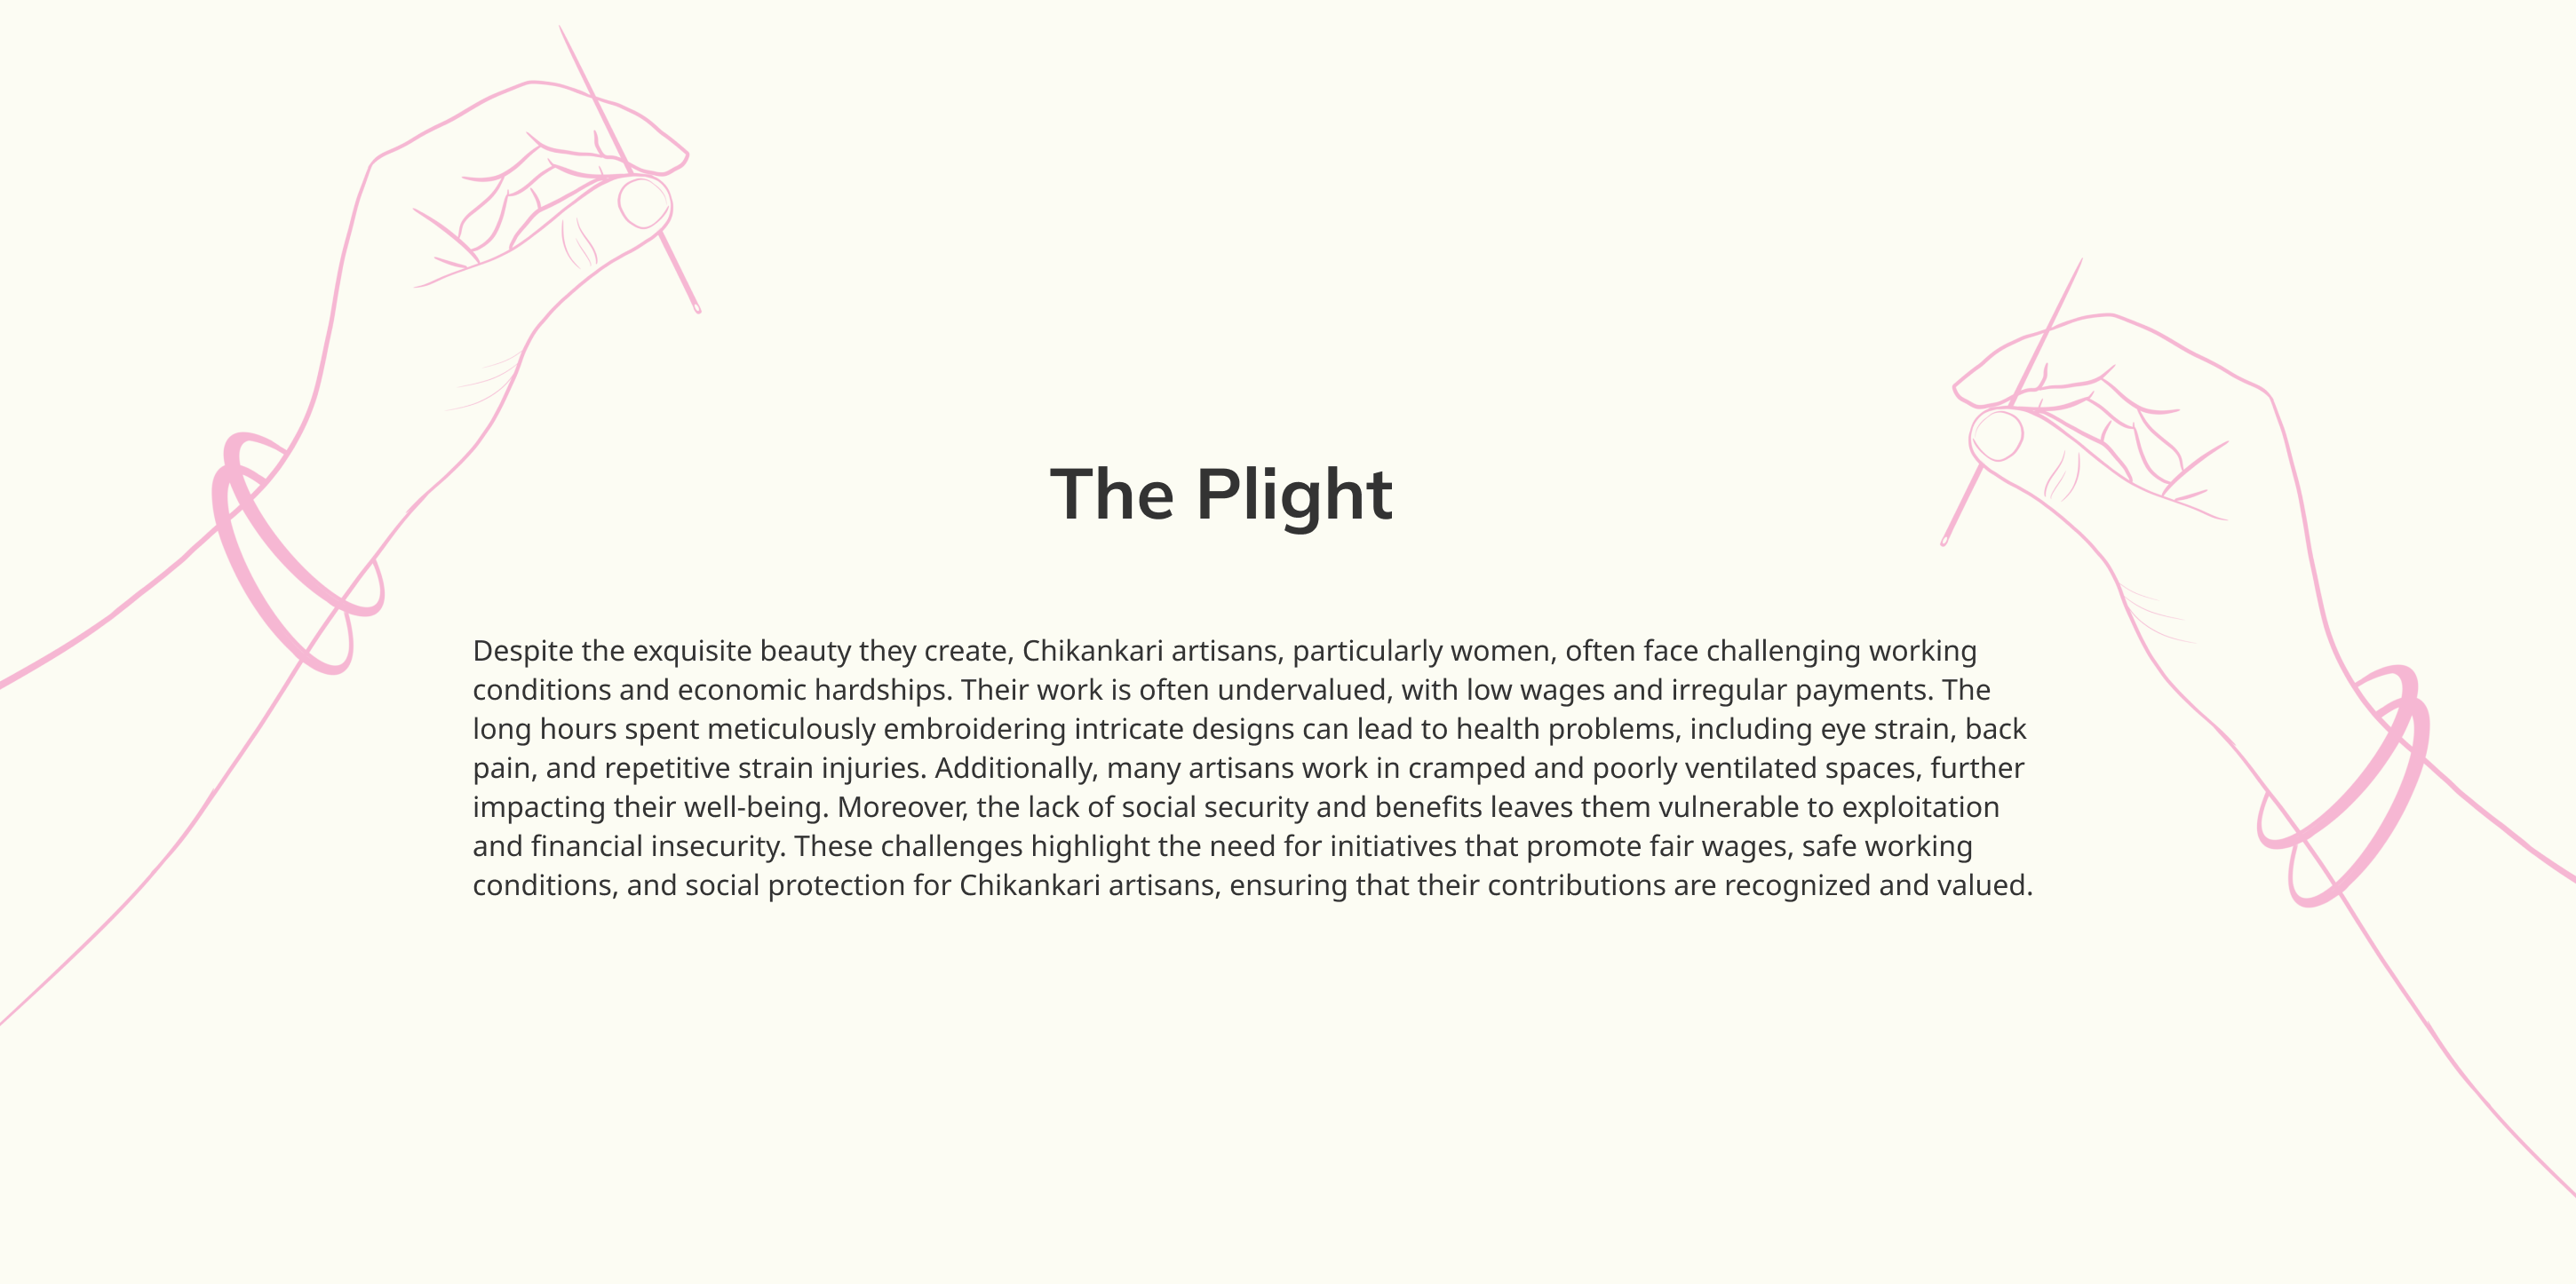 The Plight
Despite the exquisite beauty they create, Chikankari artisans, particularly women, often face challenging working
conditions and economic hardships. Their work is often undervalued, with low wages and irregular payments. The
long hours spent meticulously embroidering intricate designs can lead to health problems, including eye strain, back
pain, and repetitive strain injuries. Additionally, many artisans work in cramped and poorly ventilated spaces, further
impacting their well-being. Moreover, the lack of social security and benefits leaves them vulnerable to exploitation
and financial insecurity. These challenges highlight the need for initiatives that promote fair wages, safe working
conditions, and social protection for Chikankari artisans, ensuring that their contributions are recognized and valued.